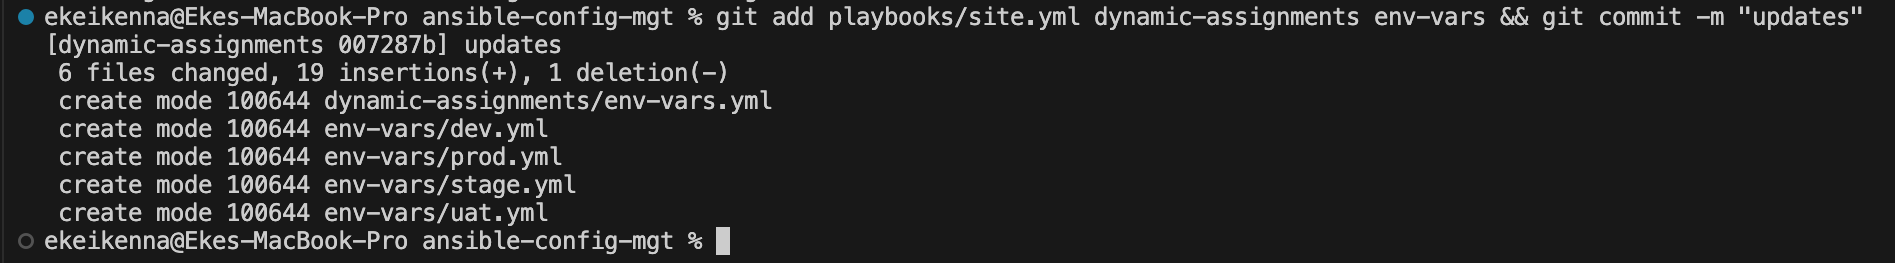 ekeikenna@Ekes-MacBook-Pro ansible-config-mgt % git add playbooks/site.yml dynamic-assignments env-vars && git commit -m "updates"
[dynamic-assignments 007287b] updates
6 files changed, 19 insertions(+), 1 deletion(-)
create mode 100644 dynamic-assignments/env-vars.yml
create mode 100644 env-vars/dev.yml
create mode 100644 env-vars/prod.yml
create mode 100644 env-vars/stage.yml
create mode 100644 env-vars/uat.yml
ekeikenna@Ekes-MacBook-Pro ansible-config-mgt %